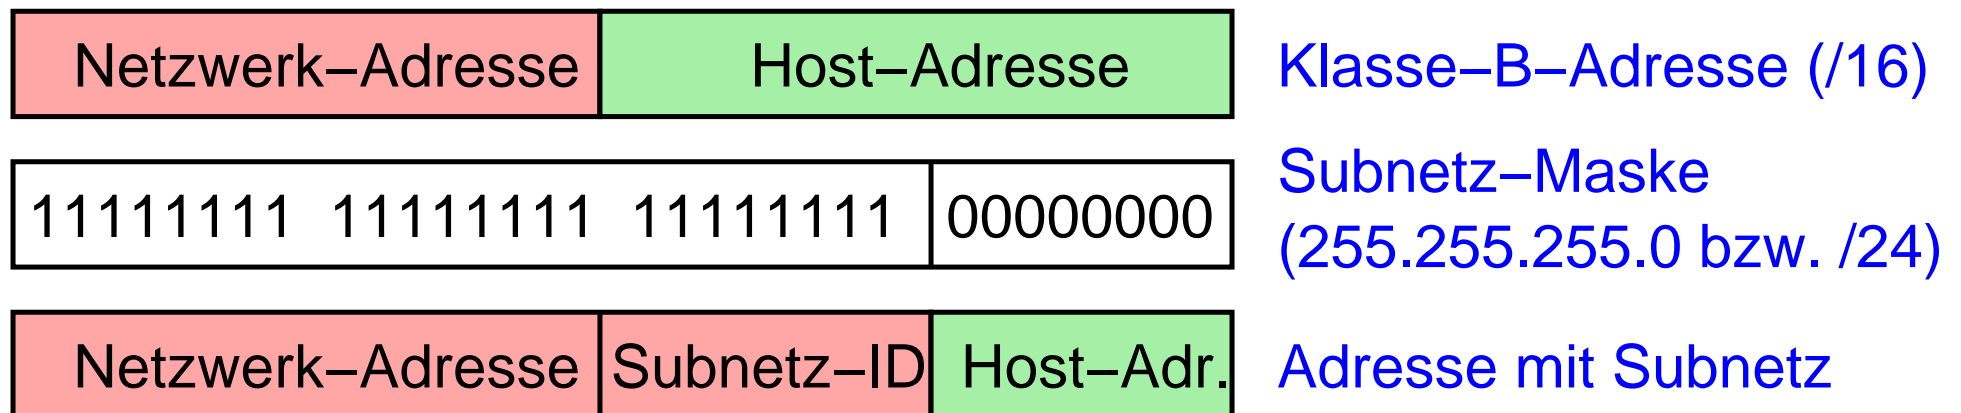 Netzwerk–Adresse Host–Adresse Klasse–B–Adresse (/16)
11111111 11111111 11111111 00000000 Subnetz–Maske
(255.255.255.0 bzw. /24)
Netzwerk–Adresse Subnetz–ID Host–Adr. Adresse mit Subnetz